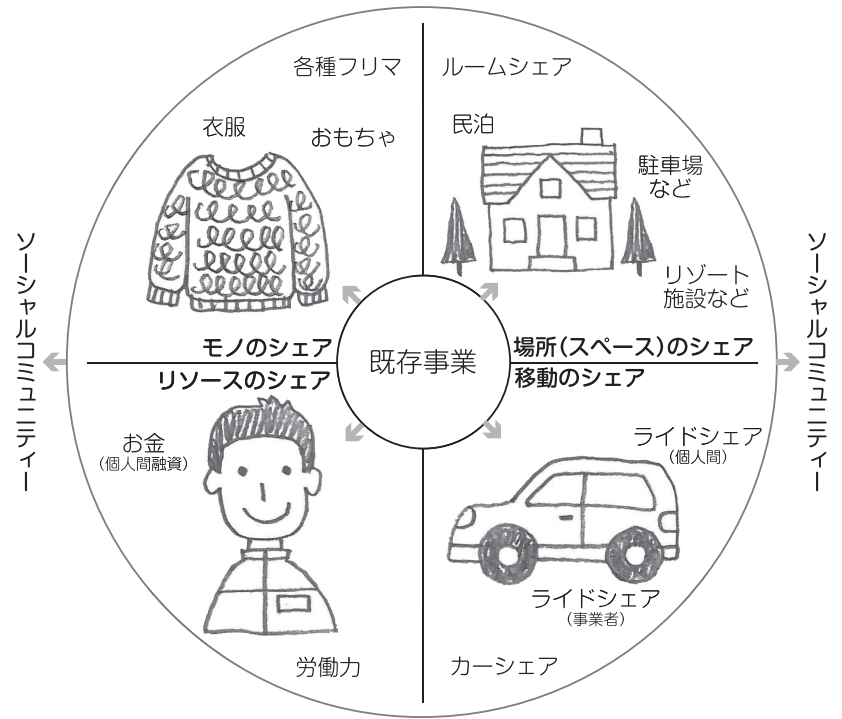 各種フリマ
衣服
おもちゃ
モノのシェア
ルームシェア
民泊
駐車場
など
リゾート
施設など
場所（スペース）のシェア
既存事業
リソースのシェア
お金
（個人間融資）
労働力
移動のシェア
ライドシェア
（個人間）
ライドシェア
（事業者）
カーシェア
ソーシャルコミュニティー
ソーシャルコミュニティー